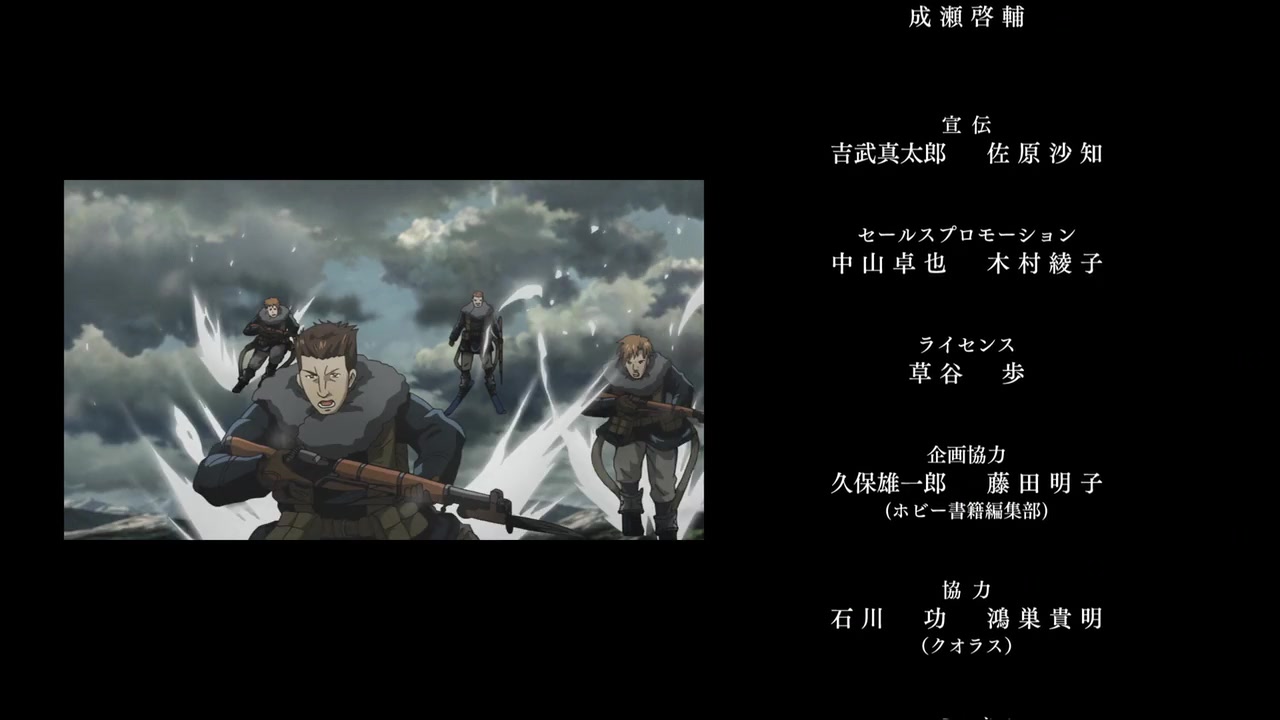 成瀬啓輔
宣伝
吉武真太郎 佐原沙知
セールスプロモーション
中山卓也 木村綾子
ライセンス
草谷 歩
企画協力
久保雄一郎 藤田明子
(ホビー書籍編集部)
協力
石川 功 鴻巣貴明
(クオラス)